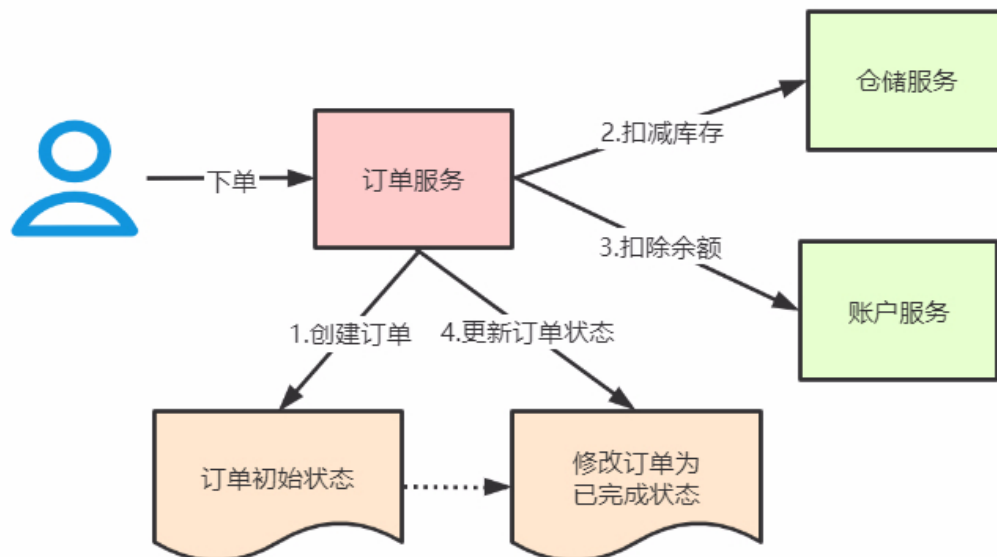 仓储服务
2.扣减库存
下单
订单服务
3.扣除余额
账户服务
1.创建订单
4.更新订单状态
订单初始状态
修改订单为
已完成状态